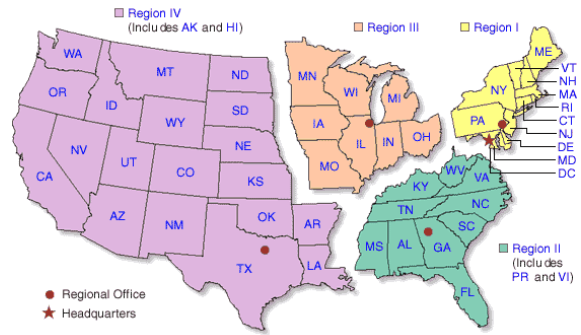 Region IV
(Includes AK and HI)
Region III
Region I
WA
OR
ID
MT
ND
SD
WY
NE
NV
UT
CO
KS
CA
AZ
NM
OK
TX
AR
LA
MN
WI
MI
IA
IL
IN
OH
MO
ME
NY
PA
VT
NH
MA
RI
CT
NJ
DE
MD
DC
KY
WV
VA
TN
NC
SC
MS
AL
GA
FL
Region II
(Includes
PR and VI)
Regional Office
Headquarters